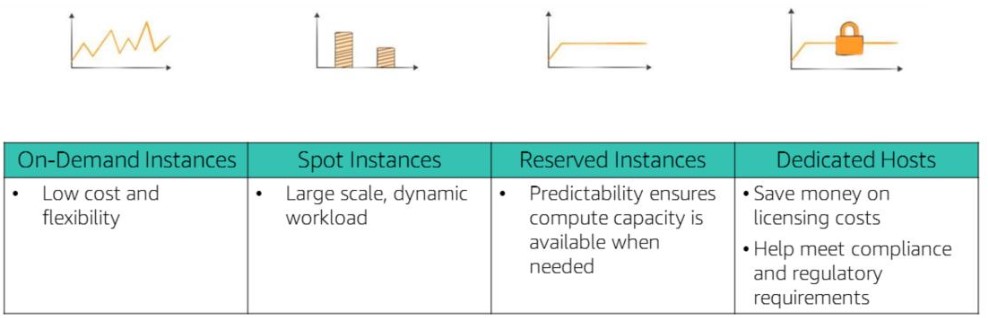 On-Demand Instances
Spot Instances
Reserved Instances
Dedicated Hosts
• Low cost and
flexibility
• Large scale, dynamic
workload
• Predictability ensures
compute capacity is
available when
needed
• Save money on
licensing costs
• Help meet compliance
and regulatory
requirements